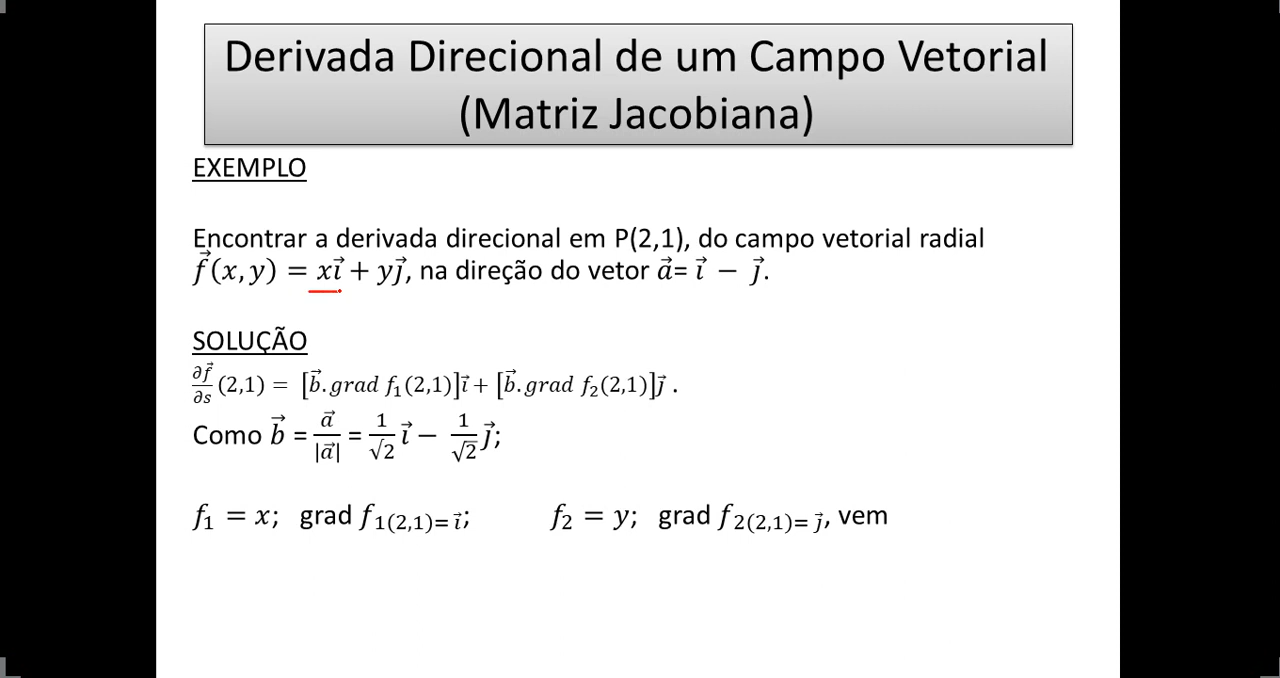 Derivada Direcional de um Campo Vetorial
(Matriz Jacobiana)
EXEMPLO
Encontrar a derivada direcional em P(2,1), do campo vetorial radial
f⃗(x, y) = xi⃗ + yj⃗, na direção do vetor a⃗= i⃗ − j⃗.
SOLUÇÃO
∂f⃗/∂s (2,1) = [b⃗.grad f₁(2,1)]i⃗ + [b⃗.grad f₂(2,1)]j⃗ .
Como b⃗ = a⃗/|a⃗| = 1/√2 i⃗ − 1/√2 j⃗;
f₁ = x; grad f₁(2,1)= i⃗; f₂ = y; grad f₂(2,1)= j⃗, vem